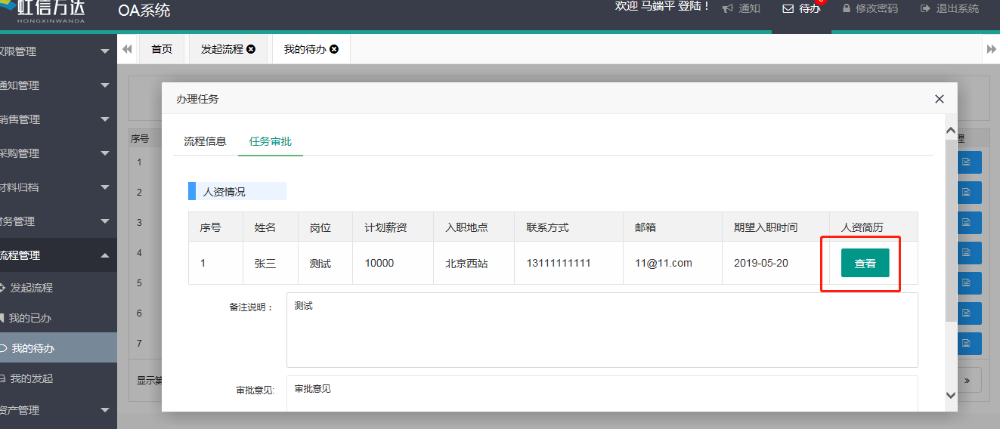 虹信万达
HONGXINWANDA
OA系统
欢迎 马端平 登陆！
通知
待办
修改密码
退出系统
权限管理
通知管理
销售管理
采购管理
材料归档
财务管理
流程管理
发起流程
我的已办
我的待办
我的发起
资产管理
首页
发起流程
我的待办
序号
理
1
2
3
4
5
6
7
显示第
»
办理任务
流程信息
任务审批
人资情况
序号 姓名 岗位 计划薪资 入职地点 联系方式 邮箱 期望入职时间 人资简历
1 张三 测试 10000 北京西站 13111111111 11@11.com 2019-05-20 查看
备注说明：
测试
审批意见:
审批意见